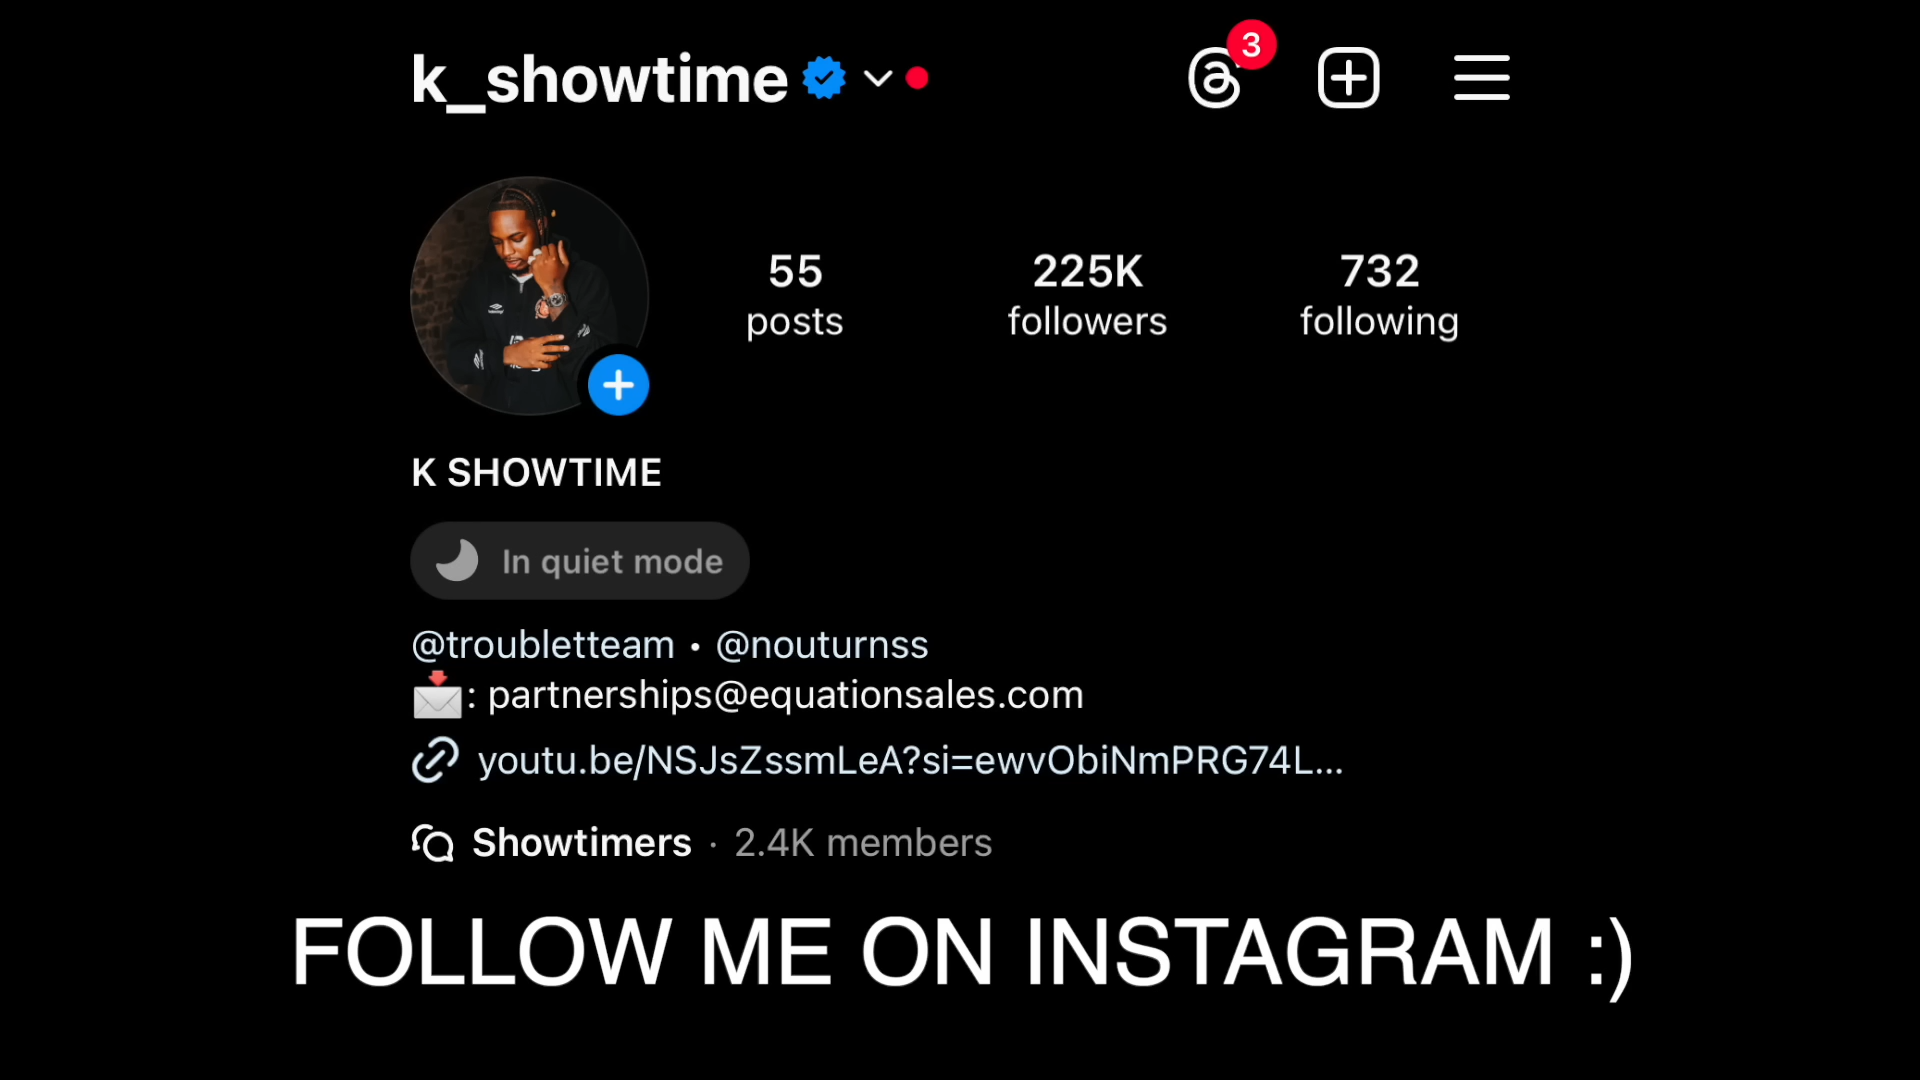 k_showtime
3
55
posts
225K
followers
732
following
K SHOWTIME
In quiet mode
@troubletteam • @nouturnss
: partnerships@equationsales.com
youtu.be/NSJsZssmLeA?si=ewvObiNmPRG74L...
Showtimers · 2.4K members
FOLLOW ME ON INSTAGRAM :)